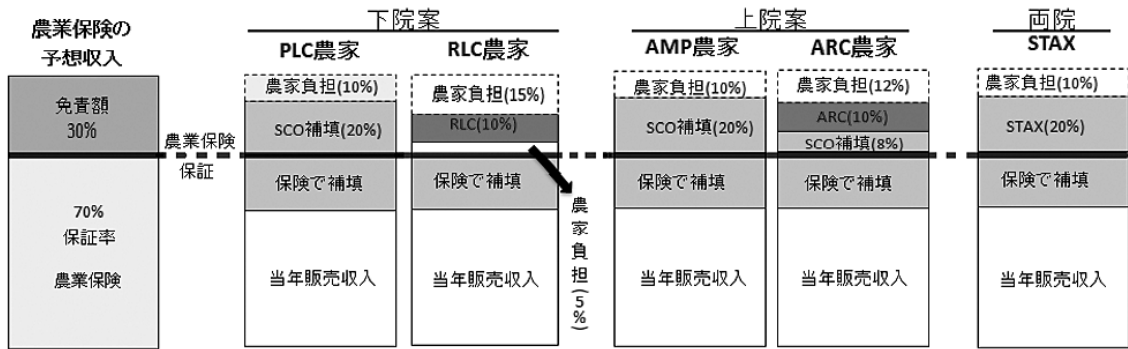 農業保険の
予想収入
免責額
30%
70%
保証率
農業保険
農業保険
保証
下院案
PLC農家
農家負担(10%)
SCO補填(20%)
保険で補填
当年販売収入
RLC農家
農家負担(15%)
RLC(10%)
保険で補填
当年販売収入
農家負担(5%)
上院案
AMP農家
農家負担(10%)
SCO補填(20%)
保険で補填
当年販売収入
ARC農家
農家負担(12%)
ARC(10%)
SCO補填(8%)
保険で補填
当年販売収入
両院
STAX
農家負担(10%)
STAX(20%)
保険で補填
当年販売収入